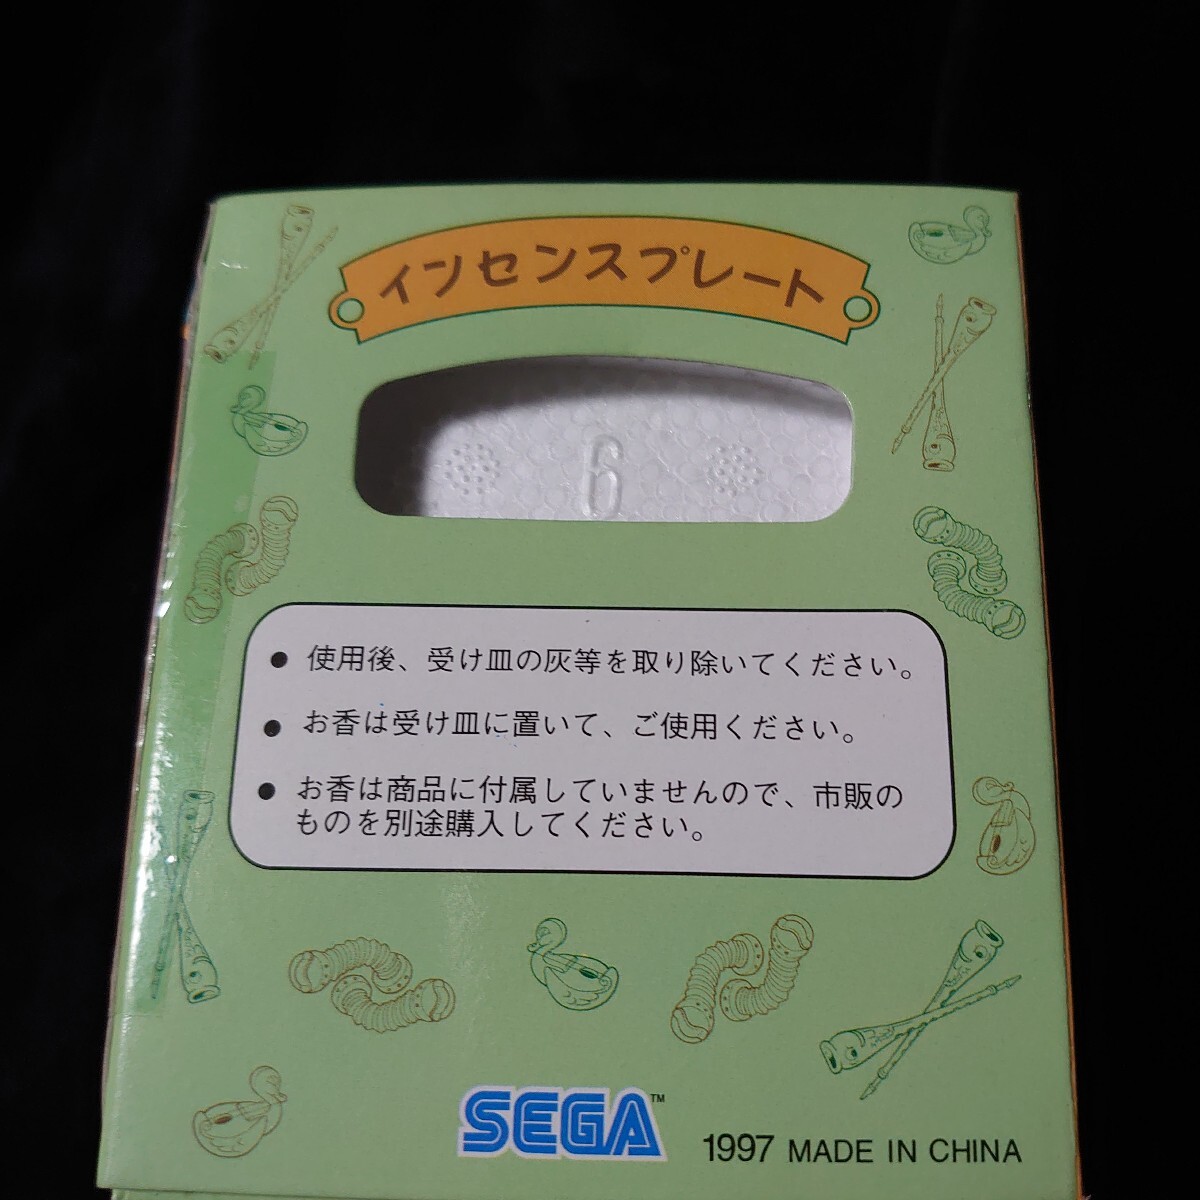 インセンスプレート
6
● 使用後、受け皿の灰等を取り除いてください。
● お香は受け皿に置いて、ご使用ください。
● お香は商品に付属していませんので、市販の
ものを別途購入してください。
SEGA™
1997 MADE IN CHINA